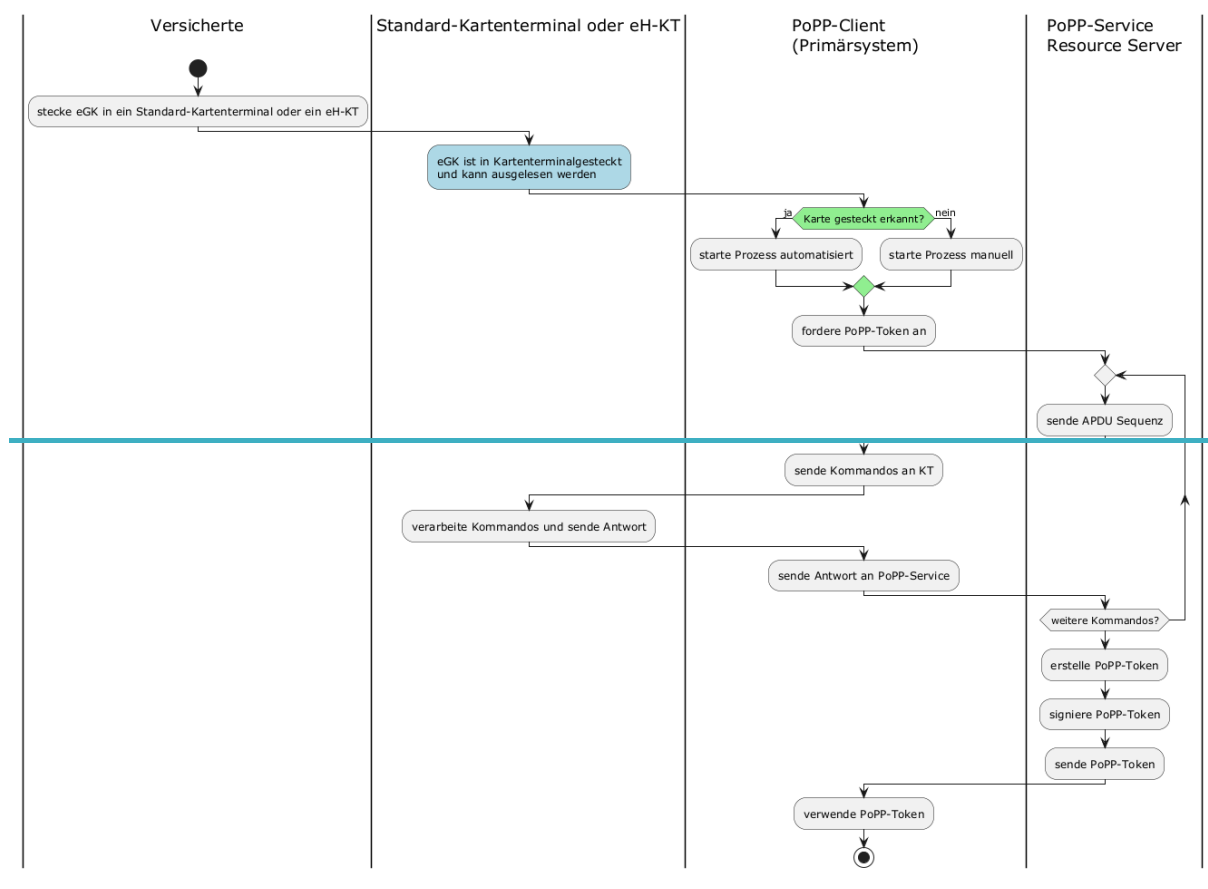 Versicherte
Standard-Kartenterminal oder eH-KT
PoPP-Client
(Primärsystem)
PoPP-Service
Resource Server
stecke eGK in ein Standard-Kartenterminal oder ein eH-KT
eGK ist in Kartenterminalgesteckt
und kann ausgelesen werden
ja
Karte gesteckt erkannt?
nein
starte Prozess automatisiert
starte Prozess manuell
fordere PoPP-Token an
sende APDU Sequenz
sende Kommandos an KT
verarbeite Kommandos und sende Antwort
sende Antwort an PoPP-Service
weitere Kommandos?
erstelle PoPP-Token
signiere PoPP-Token
sende PoPP-Token
verwende PoPP-Token